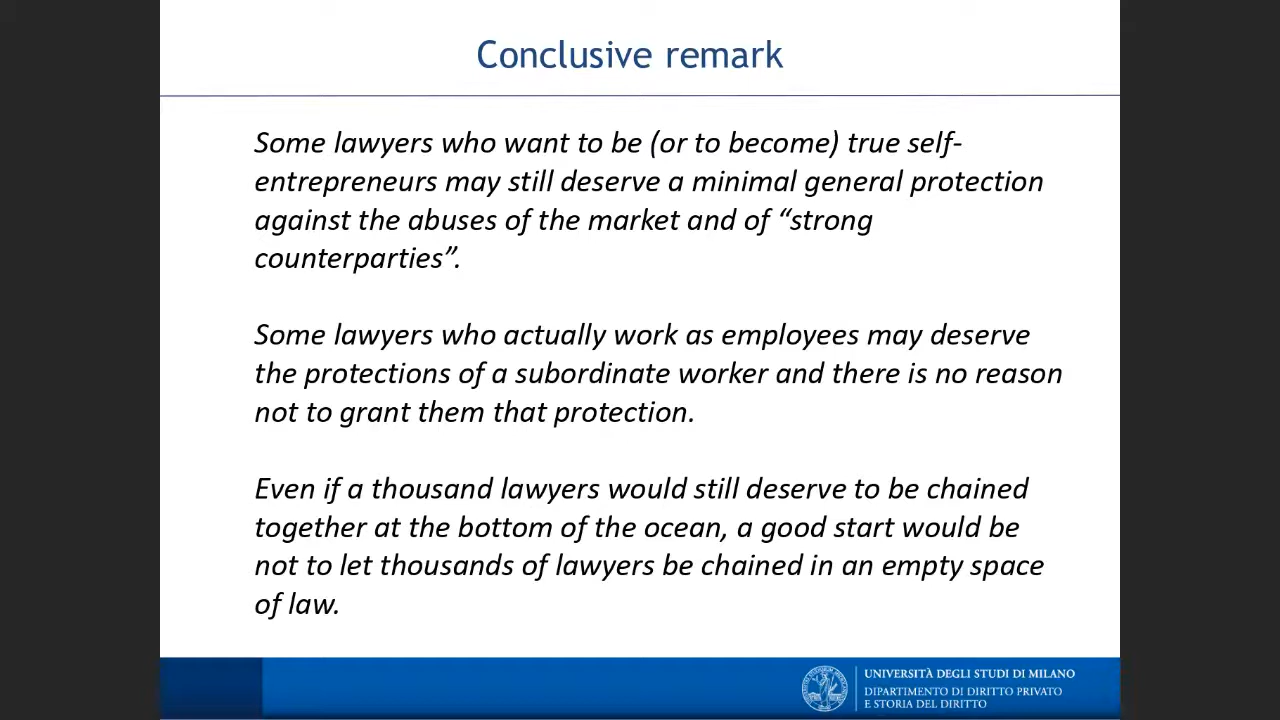 Conclusive remark
Some lawyers who want to be (or to become) true self-
entrepreneurs may still deserve a minimal general protection
against the abuses of the market and of “strong
counterparties”.
Some lawyers who actually work as employees may deserve
the protections of a subordinate worker and there is no reason
not to grant them that protection.
Even if a thousand lawyers would still deserve to be chained
together at the bottom of the ocean, a good start would be
not to let thousands of lawyers be chained in an empty space
of law.
UNIVERSITÀ DEGLI STUDI DI MILANO
DIPARTIMENTO DI DIRITTO PRIVATO
E STORIA DEL DIRITTO